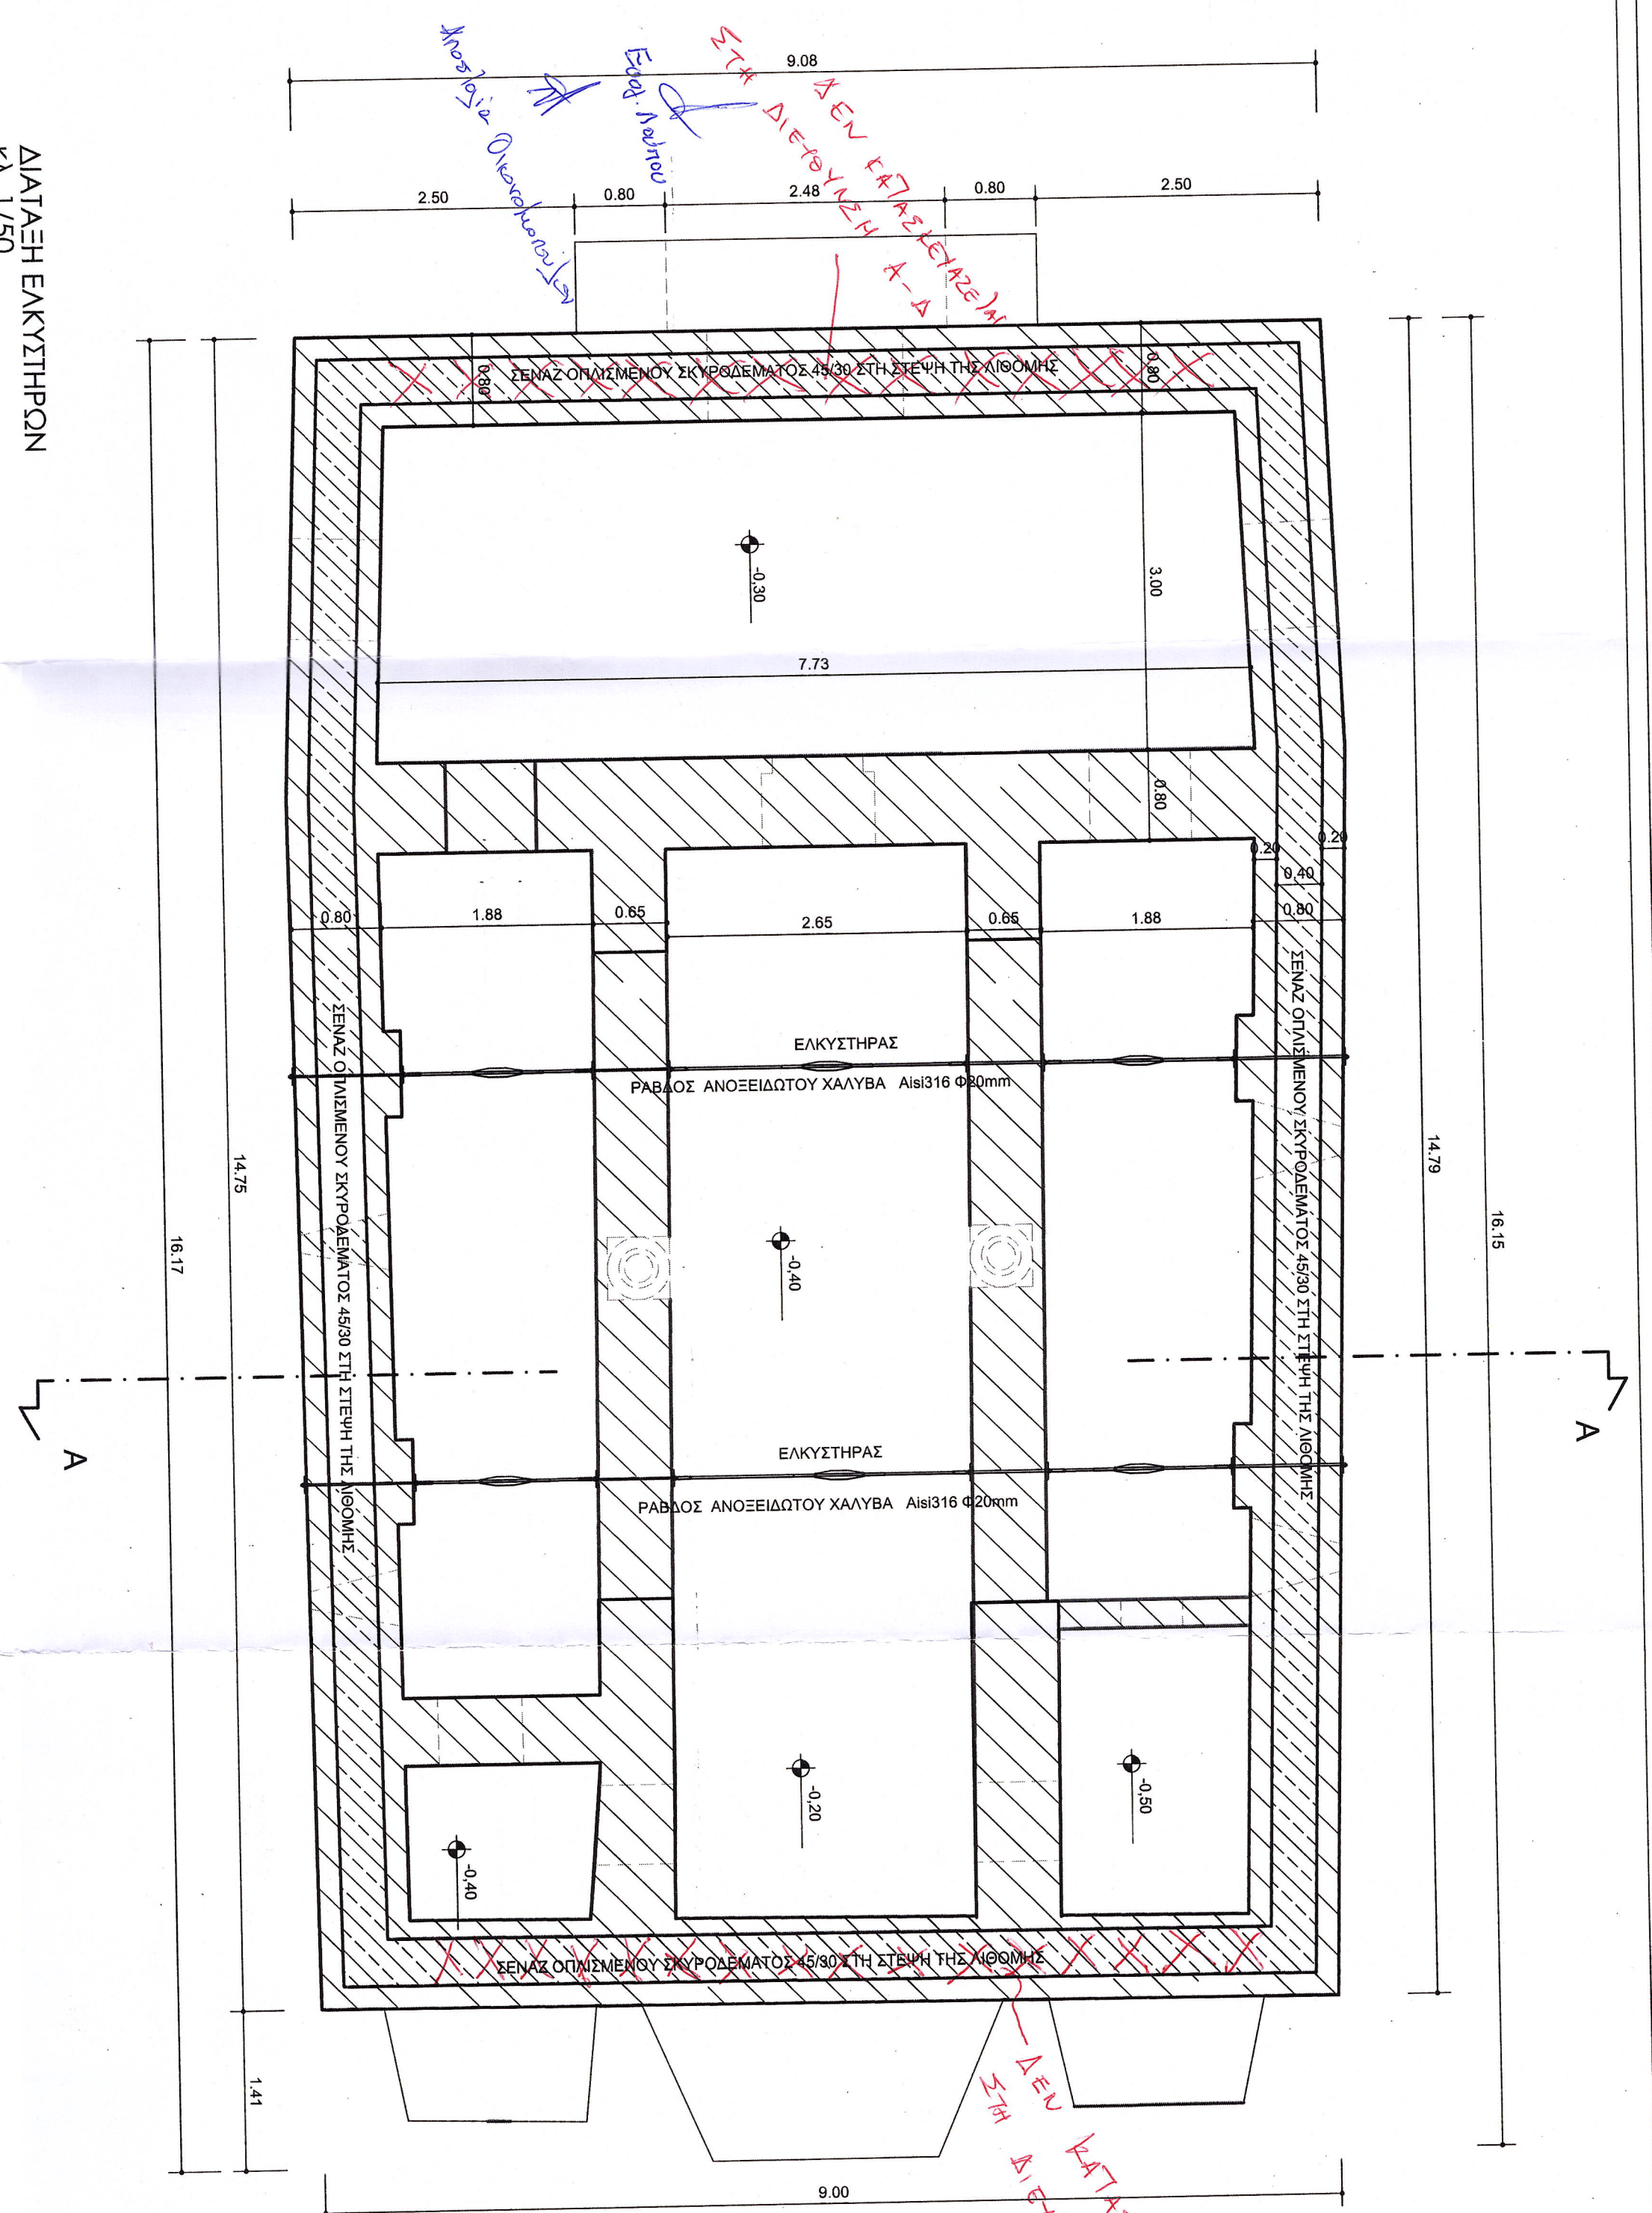 9.08
ΣΤΗ ΔΙΕΥΘΥΝΣΗ Α-Δ
ΔΕΝ ΚΑΤΑΣΚΕΥΑΖΕΤΑΙ
2.50
0.80
2.48
0.80
2.50
ΔΙΑΤΑΞΗ ΕΛΚΥΣΤΗΡΩΝ
κλ 1/50
0.80
ΣΕΝΑΖ ΟΠΛΙΣΜΕΝΟΥ ΣΚΥΡΟΔΕΜΑΤΟΣ 45/30 ΣΤΗ ΣΤΕΨΗ ΤΗΣ ΛΙΘΟΜΗΣ
0.80
-0,30
3.00
7.73
0.80
0.20
0.20
0,40
0.80
1.88
0.65
2.65
0.65
1.88
0.80
ΣΕΝΑΖ ΟΠΛΙΣΜΕΝΟΥ ΣΚΥΡΟΔΕΜΑΤΟΣ 45/30 ΣΤΗ ΣΤΕΨΗ ΤΗΣ ΛΙΘΟΜΗΣ
ΣΕΝΑΖ ΟΠΛΙΣΜΕΝΟΥ ΣΚΥΡΟΔΕΜΑΤΟΣ 45/30 ΣΤΗ ΣΤΕΨΗ ΤΗΣ ΛΙΘΟΜΗΣ
ΕΛΚΥΣΤΗΡΑΣ
ΡΑΒΔΟΣ ΑΝΟΞΕΙΔΩΤΟΥ ΧΑΛΥΒΑ Aisi316 Φ20mm
14.75
16.17
14.79
16.15
-0,40
A
A
ΕΛΚΥΣΤΗΡΑΣ
ΡΑΒΔΟΣ ΑΝΟΞΕΙΔΩΤΟΥ ΧΑΛΥΒΑ Aisi316 Φ20mm
-0,20
-0,50
-0,40
ΣΕΝΑΖ ΟΠΛΙΣΜΕΝΟΥ ΣΚΥΡΟΔΕΜΑΤΟΣ 45/30 ΣΤΗ ΣΤΕΨΗ ΤΗΣ ΛΙΘΟΜΗΣ
1.41
ΔΕΝ ΚΑΤΑ
ΣΤΗ ΔΙΕΥ
9.00